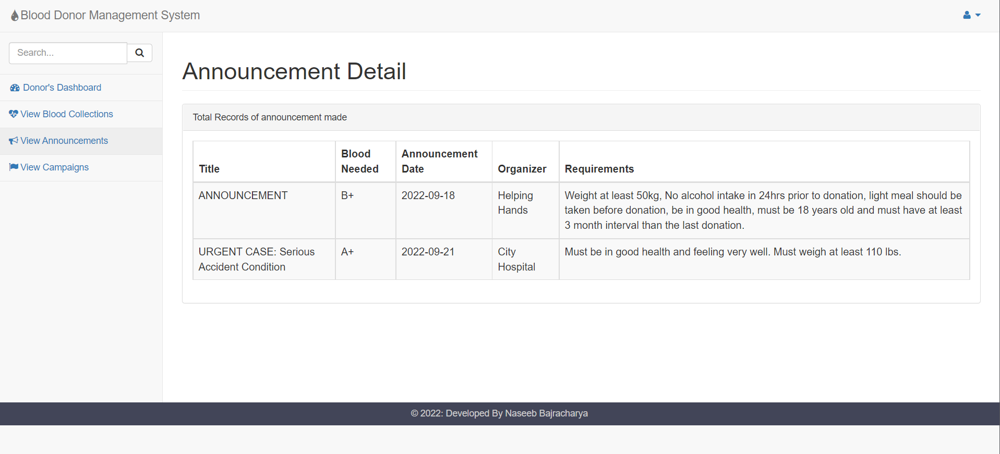 Blood Donor Management System
Search...
Donor's Dashboard
View Blood Collections
View Announcements
View Campaigns
Announcement Detail
Total Records of announcement made
Title
Blood
Needed
Announcement
Date
Organizer
Requirements
ANNOUNCEMENT
B+
2022-09-18
Helping
Hands
Weight at least 50kg, No alcohol intake in 24hrs prior to donation, light meal should be
taken before donation, be in good health, must be 18 years old and must have at least
3 month interval than the last donation.
URGENT CASE: Serious
Accident Condition
A+
2022-09-21
City
Hospital
Must be in good health and feeling very well. Must weigh at least 110 lbs.
© 2022: Developed By Naseeb Bajracharya